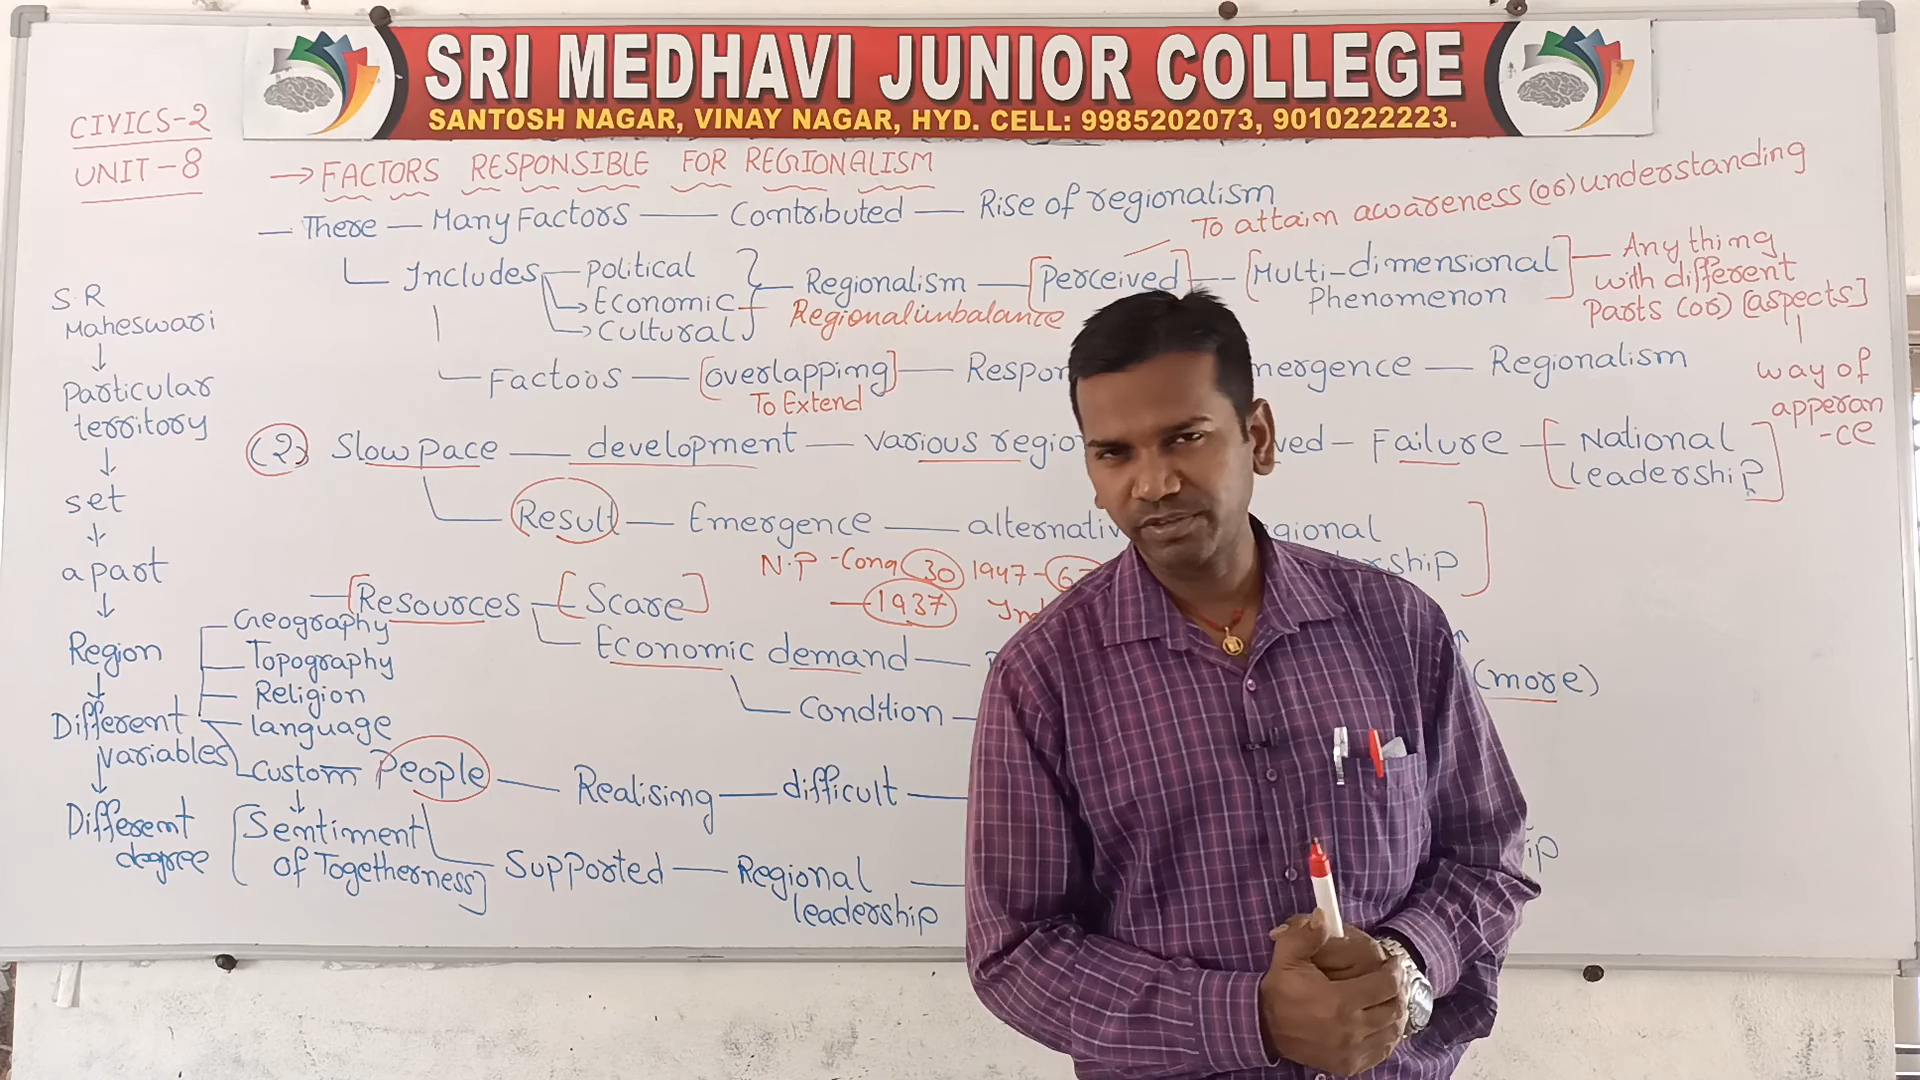 SRI MEDHAVI JUNIOR COLLEGE
SANTOSH NAGAR, VINAY NAGAR, HYD. CELL: 9985202073, 9010222223.
CIVICS-2
UNIT-8
→ FACTORS RESPONSIBLE FOR REGIONALISM
— There — Many Factors — Contributed — Rise of regionalism
To attain awareness (or) understanding
Includes — political
→ Economic
→ Cultural
Regionalism — [Perceived] — [Multi-dimensional
Phenomenon]
Regional imbalance
Any thing
with different
Parts (or) [aspects]
way of
apperan
-ce
Factors — [overlapping] — Emergence — Regionalism
To Extend
(2) Slow pace — development — various — Failure — [National
leadership]
Result — Emergence —
N.P - Cong 30 1947 -
— 1937
— [Resources — [Scare]
Economic demand —
(more)
Condition —
People — Realising — difficult —
Supported — Regional —
leadership
S.R
Maheswari
↓
Particular
territory
↓
set
↓
apart
↓
Region
↓
Different
variables
↓
Different
degree
Geography
Topography
Religion
language
custom
↓
[Sentiment
of Togetherness]